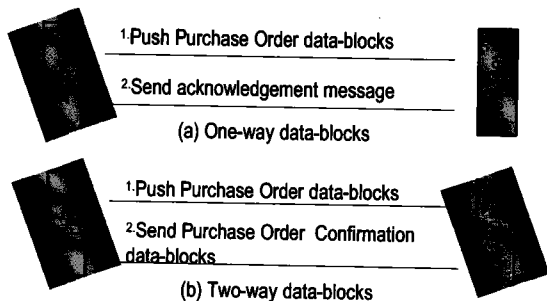 1.Push Purchase Order data-blocks
2.Send acknowledgement message
(a) One-way data-blocks
1.Push Purchase Order data-blocks
2.Send Purchase Order Confirmation
data-blocks
(b) Two-way data-blocks